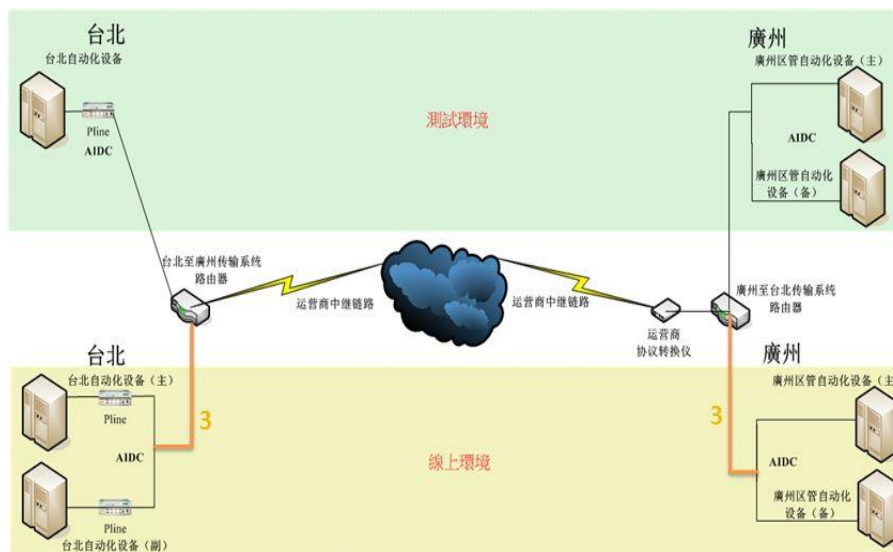 台北
台北自动化设备
Pline
AIDC
廣州
廣州区管自动化设备（主）
AIDC
廣州区管自动化
设备（备）
測試環境
台北至廣州传输系统
路由器
运营商中继链路
运营商中继链路
运营商
协议转换仪
廣州至台北传输系统
路由器
台北
台北自动化设备（主）
Pline
AIDC
3
Pline
台北自动化设备（副）
線上環境
廣州
廣州区管自动化设备（主
3
AIDC
廣州区管自动化
设备（备）